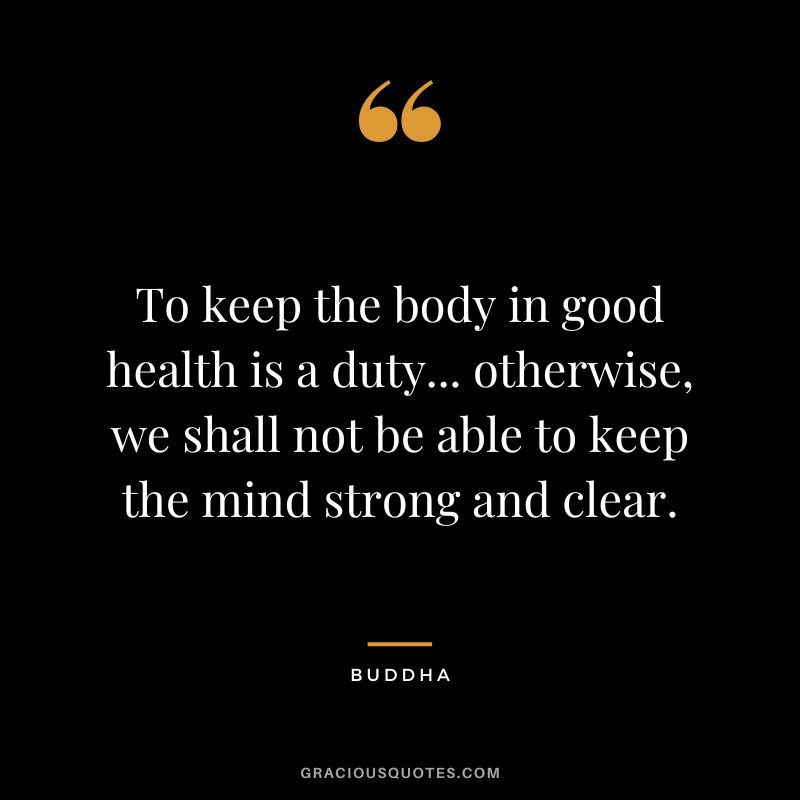 “
To keep the body in good
health is a duty... otherwise,
we shall not be able to keep
the mind strong and clear.
BUDDHA
GRACIOUSQUOTES.COM